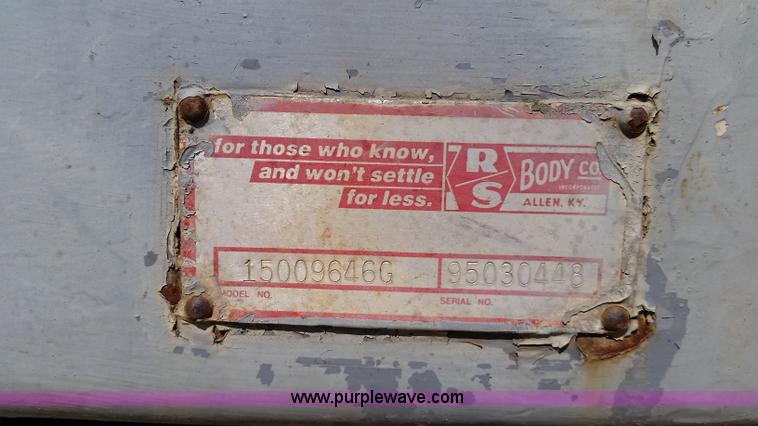 for those who know,
and won't settle
for less.
R/S
BODY CO.
INCORPORATED
ALLEN, KY.
15009646G
MODEL NO.
95030448
SERIAL NO.
www.purplewave.com